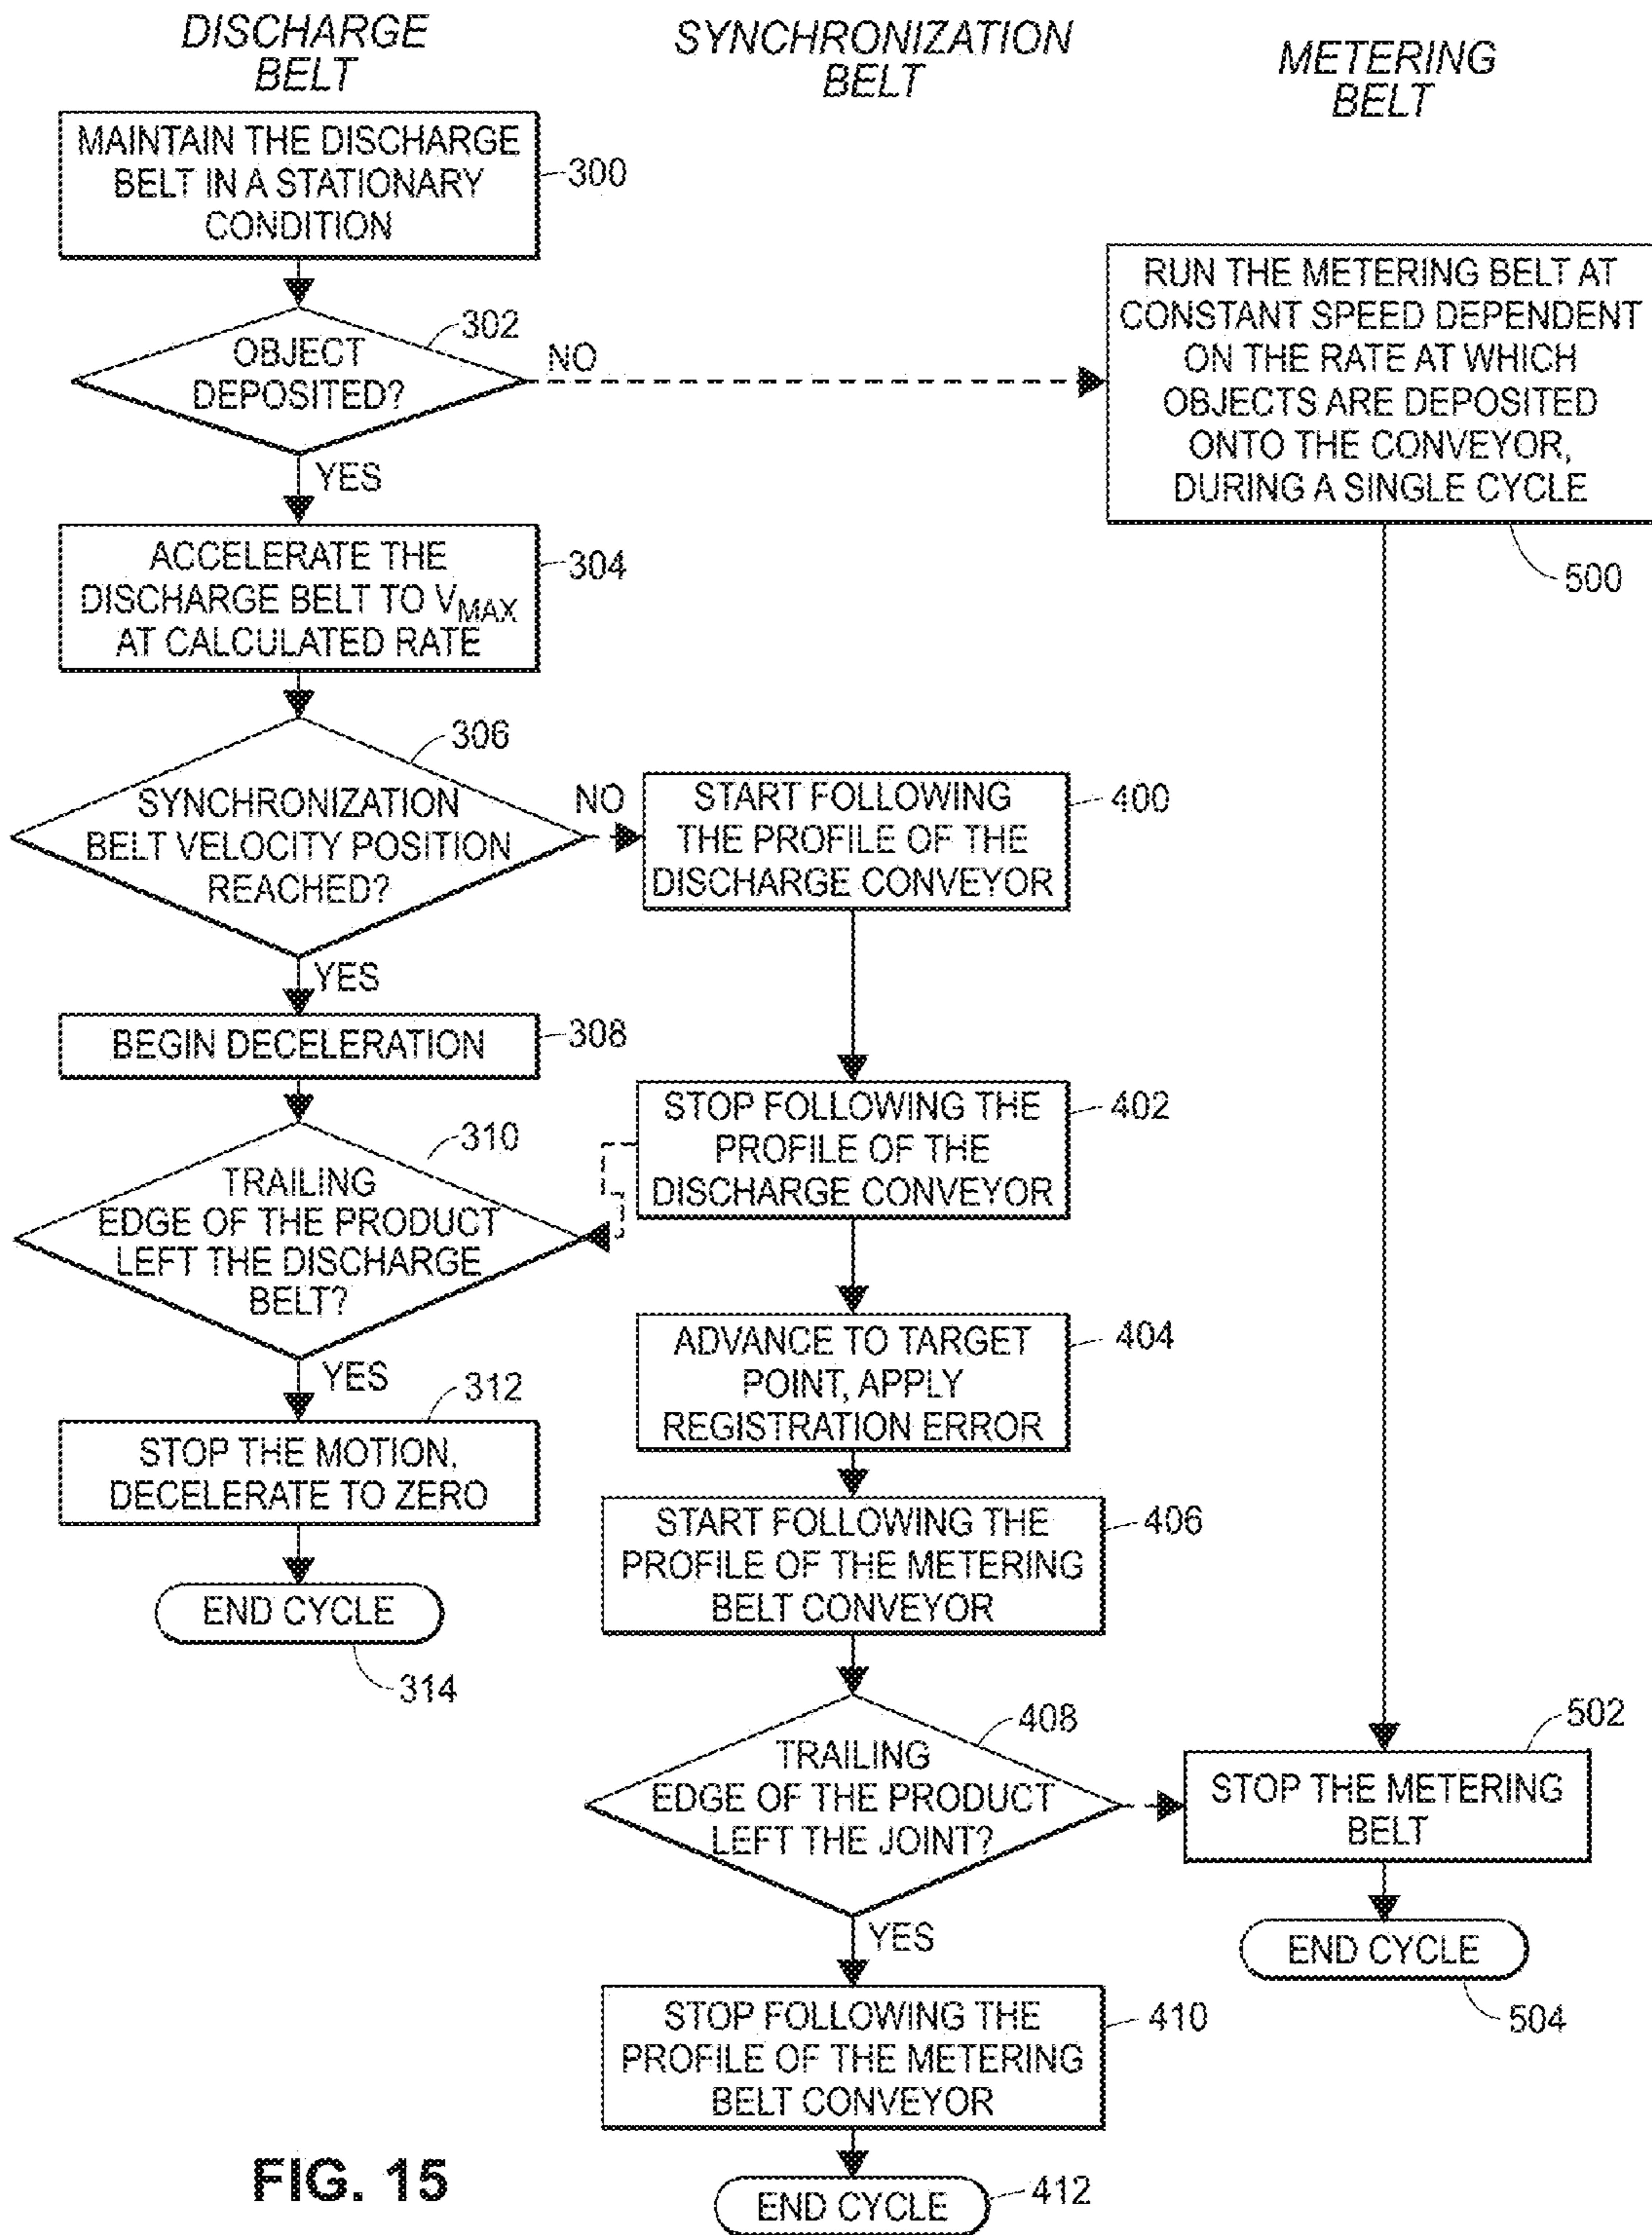 DISCHARGE
BELT
SYNCHRONIZATION
BELT
METERING
BELT
MAINTAIN THE DISCHARGE
BELT IN A STATIONARY
CONDITION
300
302
OBJECT
DEPOSITED?
NO
YES
RUN THE METERING BELT AT
CONSTANT SPEED DEPENDENT
ON THE RATE AT WHICH
OBJECTS ARE DEPOSITED
ONTO THE CONVEYOR,
DURING A SINGLE CYCLE
500
ACCELERATE THE
DISCHARGE BELT TO VMAX
AT CALCULATED RATE
304
306
SYNCHRONIZATION
BELT VELOCITY POSITION
REACHED?
NO
YES
START FOLLOWING
THE PROFILE OF THE
DISCHARGE CONVEYOR
400
BEGIN DECELERATION
308
STOP FOLLOWING THE
PROFILE OF THE
DISCHARGE CONVEYOR
402
310
TRAILING
EDGE OF THE PRODUCT
LEFT THE DISCHARGE
BELT?
YES
ADVANCE TO TARGET
POINT, APPLY
REGISTRATION ERROR
404
312
STOP THE MOTION,
DECELERATE TO ZERO
START FOLLOWING THE
PROFILE OF THE METERING
BELT CONVEYOR
406
END CYCLE
314
408
TRAILING
EDGE OF THE PRODUCT
LEFT THE JOINT?
YES
502
STOP THE METERING
BELT
END CYCLE
504
STOP FOLLOWING THE
PROFILE OF THE METERING
BELT CONVEYOR
410
END CYCLE
412
FIG. 15